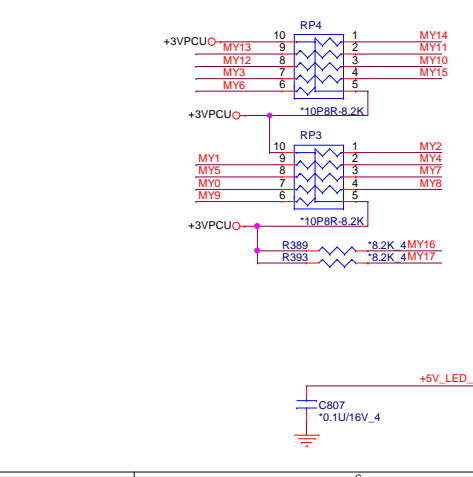 RP4
+3VPCU 10 1 MY14
MY13 9 2 MY11
MY12 8 3 MY10
MY3 7 4 MY15
MY6 6 5
+3VPCU *10P8R-8.2K
RP3
10 1 MY2
MY1 9 2 MY4
MY5 8 3 MY7
MY0 7 4 MY8
MY9 6 5
+3VPCU *10P8R-8.2K
R389 *8.2K_4 MY16
R393 *8.2K_4 MY17
+5V_LED_
C807
*0.1U/16V_4